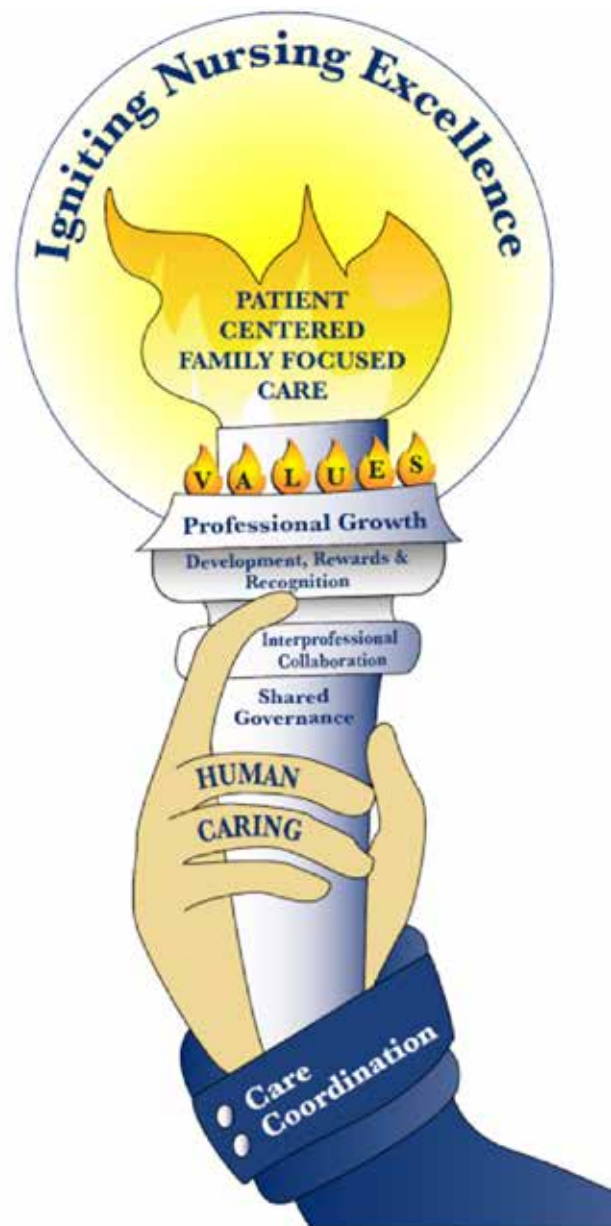 Igniting Nursing Excellence
PATIENT
CENTERED
FAMILY FOCUSED
CARE
VALUES
Professional Growth
Development, Rewards &
Recognition
Interprofessional
Collaboration
Shared
Governance
HUMAN
CARING
Care
Coordination